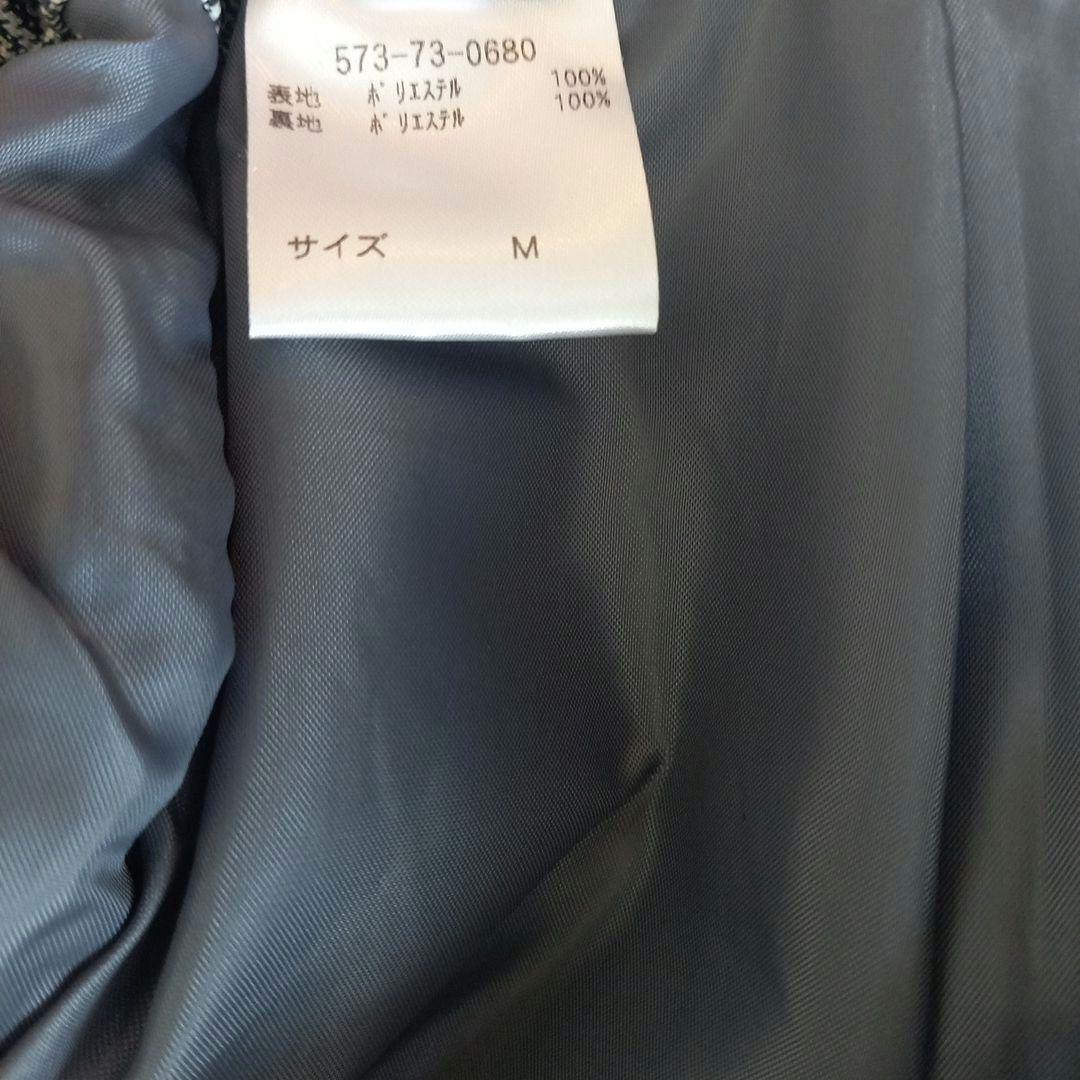 573-73-0680
表地 ポリエステル 100%
裏地 ポリエステル 100%
サイズ M